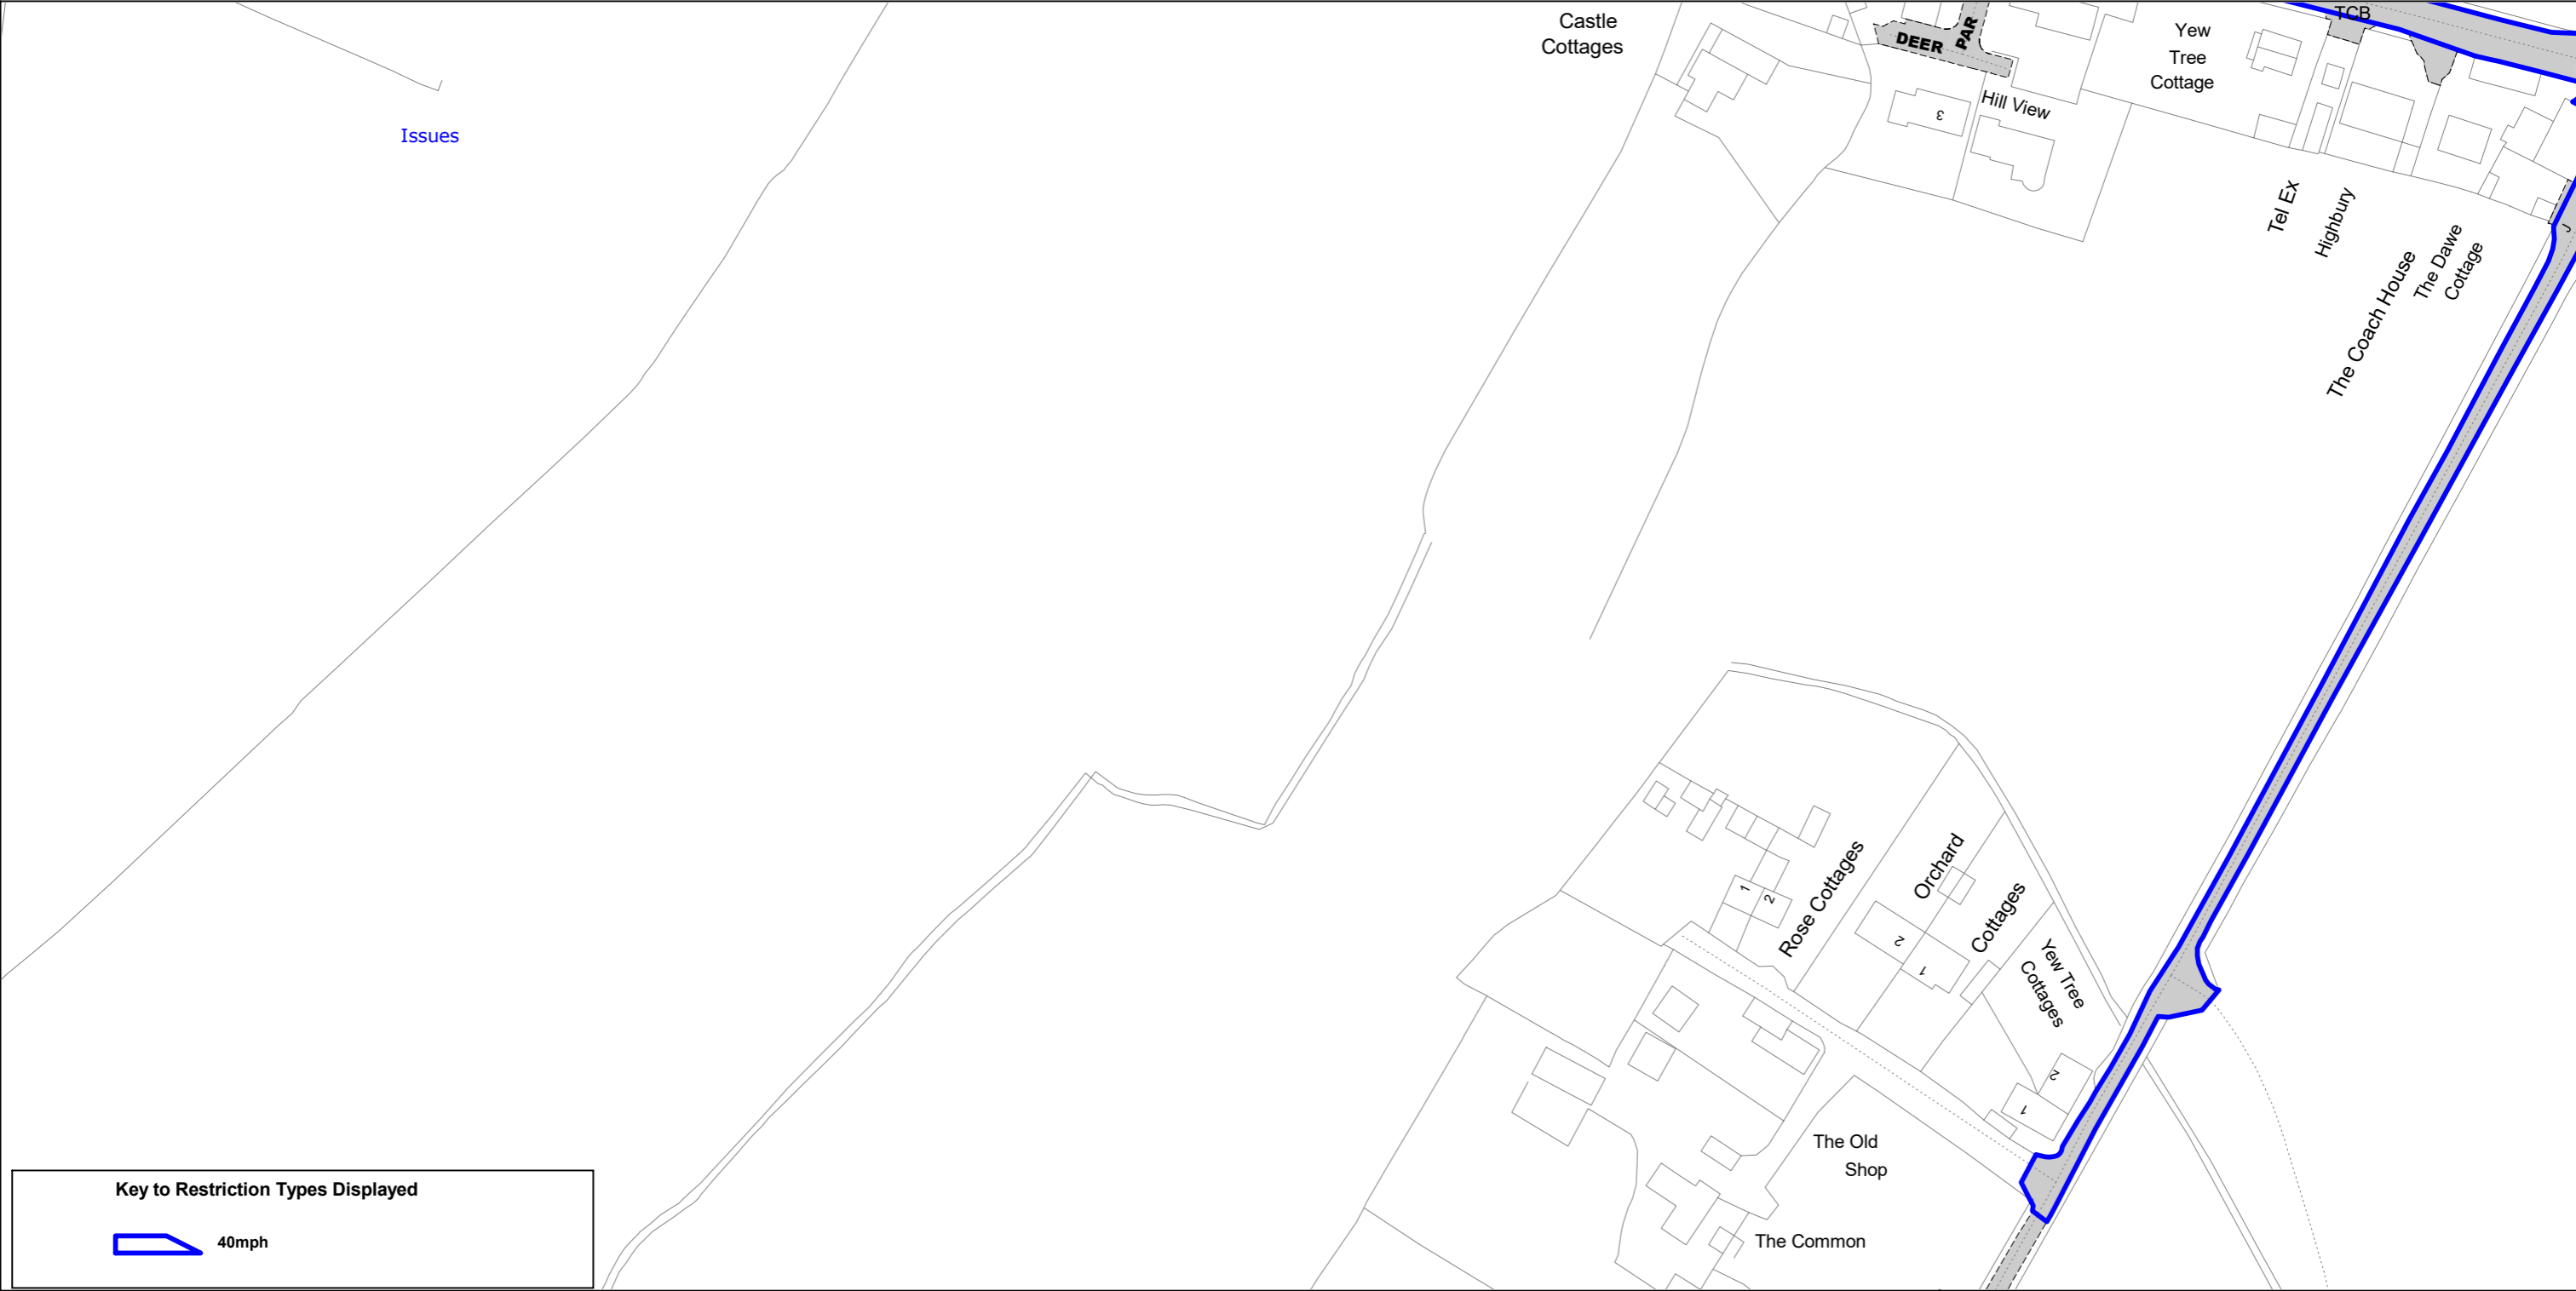 Castle
Cottages
DEER
PAR
TCB
Yew
Tree
Cottage
Issues
Hill View
3
Tel Ex
Highbury
The Coach House
The Dawe
Cottage
1
2
Rose Cottages
Orchard
Cottages
2
1
Yew Tree
Cottages
2
1
The Old
Shop
The Common
Key to Restriction Types Displayed
40mph